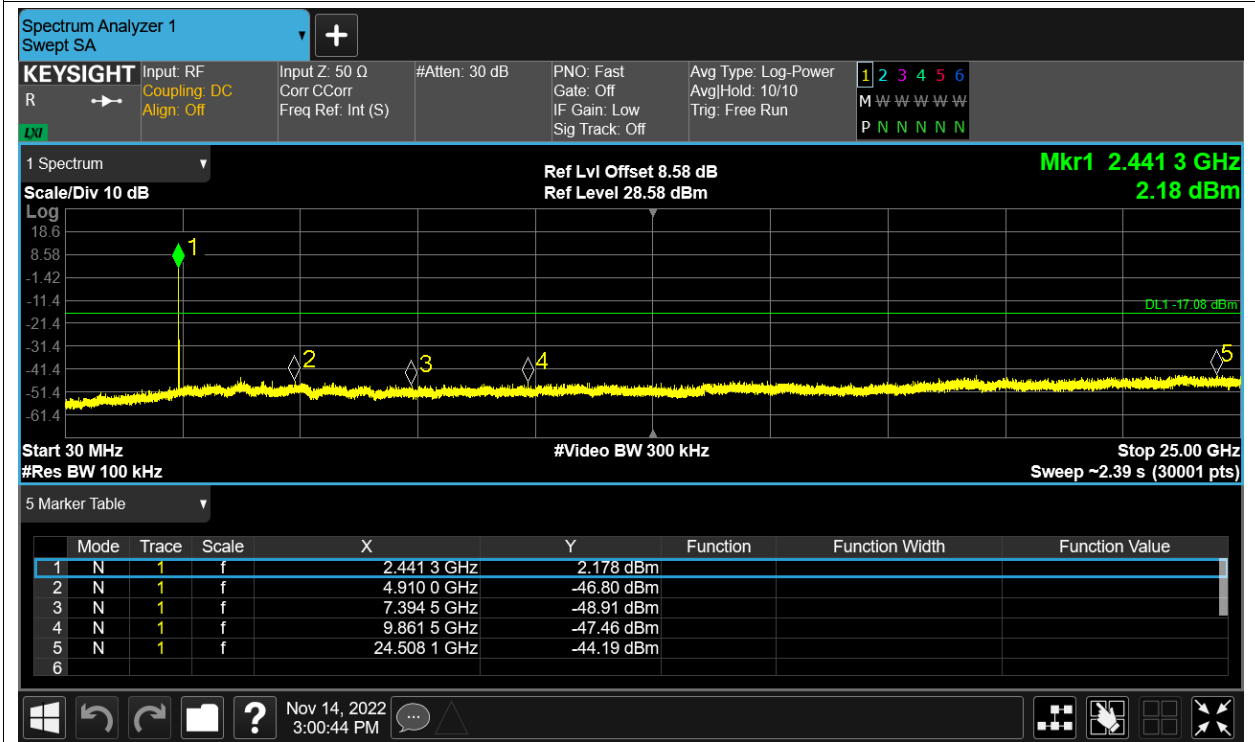 Spectrum Analyzer 1
Swept SA
KEYSIGHT
R
LXI
Input: RF
Coupling: DC
Align: Off
Input Z: 50 Ω
Corr CCorr
Freq Ref: Int (S)
#Atten: 30 dB
PNO: Fast
Gate: Off
IF Gain: Low
Sig Track: Off
Avg Type: Log-Power
Avg|Hold: 10/10
Trig: Free Run
1 2 3 4 5 6
M W W W W W
P N N N N N
1 Spectrum
Scale/Div 10 dB
Ref Lvl Offset 8.58 dB
Ref Level 28.58 dBm
Mkr1 2.441 3 GHz
2.18 dBm
Log
18.6
8.58
-1.42
-11.4
-21.4
-31.4
-41.4
-51.4
-61.4
1
2
3
4
5
DL1 -17.08 dBm
Start 30 MHz
#Res BW 100 kHz
#Video BW 300 kHz
Stop 25.00 GHz
Sweep ~2.39 s (30001 pts)
5 Marker Table
Mode Trace Scale X Y Function Function Width Function Value
1 N 1 f 2.441 3 GHz 2.178 dBm
2 N 1 f 4.910 0 GHz -46.80 dBm
3 N 1 f 7.394 5 GHz -48.91 dBm
4 N 1 f 9.861 5 GHz -47.46 dBm
5 N 1 f 24.508 1 GHz -44.19 dBm
6
?
Nov 14, 2022
3:00:44 PM